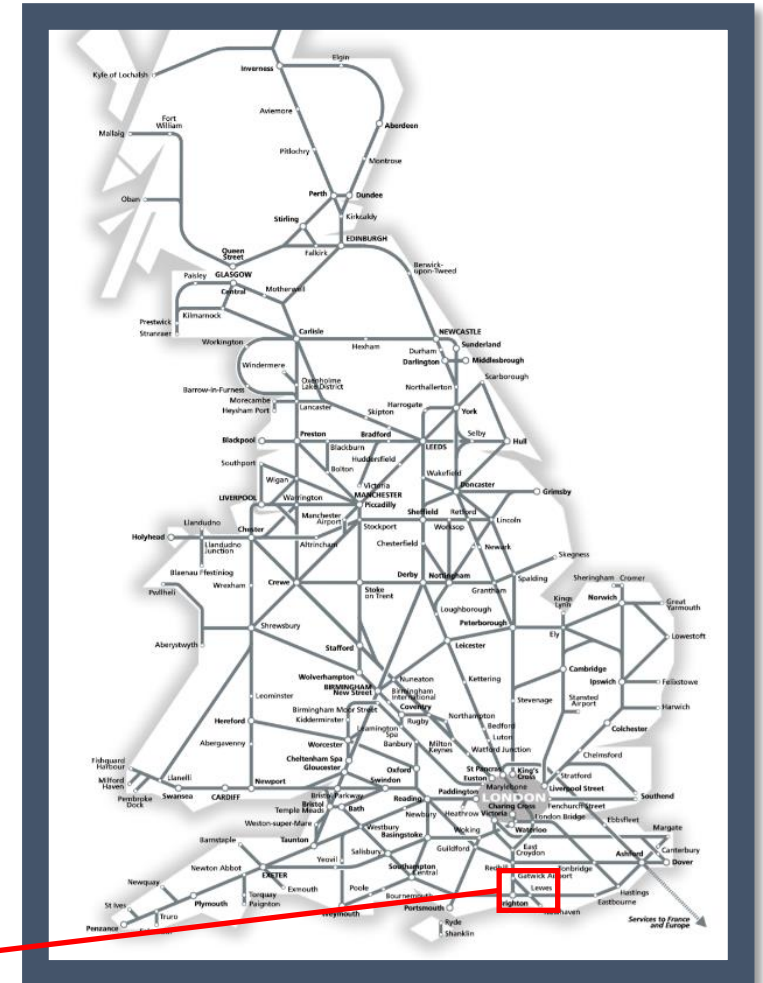 Elgin
Inverness
Kyle of Lochalsh
Aviemore
Fort
William
Mallaig
Aberdeen
Pitlochry
Montrose
Perth
Dundee
Oban
Stirling
Kirkcaldy
EDINBURGH
Queen
Street
Falkirk
Berwick-
upon-Tweed
Paisley
GLASGOW
Central
Motherwell
Kilmarnock
Prestwick
Stranraer
Carlisle
NEWCASTLE
Workington
Hexham
Sunderland
Durham
Darlington
Middlesbrough
Windermere
Scarborough
Oxenholme
Lake District
Northallerton
Barrow-in-Furness
Morecambe
Heysham Port
Lancaster
Harrogate
Skipton
York
Preston
Bradford
Selby
Blackpool
Blackburn
LEEDS
Hull
Huddersfield
Southport
Bolton
Wakefield
Wigan
Victoria
Doncaster
MANCHESTER
Piccadilly
Grimsby
LIVERPOOL
Warrington
Manchester
Airport
Sheffield
Retford
Llandudno
Chester
Stockport
Worksop
Lincoln
Holyhead
Llandudno
Junction
Altrincham
Chesterfield
Newark
Skegness
Blaenau Ffestiniog
Crewe
Derby
Nottingham
Pwllheli
Wrexham
Stoke
on Trent
Grantham
Spalding
Sheringham
Cromer
Kings
Lynn
Norwich
Great
Yarmouth
Loughborough
Shrewsbury
Peterborough
Ely
Lowestoft
Aberystwyth
Stafford
Leicester
Wolverhampton
Nuneaton
Cambridge
BIRMINGHAM
New Street
Birmingham
International
Kettering
Ipswich
Felixstowe
Leominster
Coventry
Stevenage
Stansted
Airport
Birmingham Moor Street
Rugby
Northampton
Harwich
Hereford
Kidderminster
Leamington
Spa
Bedford
Colchester
Abergavenny
Worcester
Banbury
Milton
Keynes
Luton
Watford Junction
Chelmsford
Cheltenham Spa
Gloucester
Fishguard
Harbour
Oxford
St Pancras
Euston
King's
Cross
Stratford
Milford
Haven
Llanelli
Newport
Swindon
Paddington
Marylebone
Liverpool Street
Pembroke
Dock
Swansea
CARDIFF
Bristol Parkway
Reading
LONDON
Southend
Bristol
Temple Meads
Bath
Charing Cross
Fenchurch Street
Newbury
Heathrow
Victoria
London Bridge
Ebbsfleet
Weston-super-Mare
Westbury
Basingstoke
Woking
Waterloo
Margate
Barnstaple
Taunton
Guildford
East
Croydon
Canterbury
Salisbury
Tonbridge
Ashford
Newton Abbot
Yeovil
Southampton
Central
Gatwick Airport
Dover
Newquay
EXETER
Exmouth
Poole
Bournemouth
Lewes
Hastings
St Ives
Torquay
Paignton
Portsmouth
Eastbourne
Plymouth
Truro
Ryde
Services to France
and Europe
Penzance
Shanklin